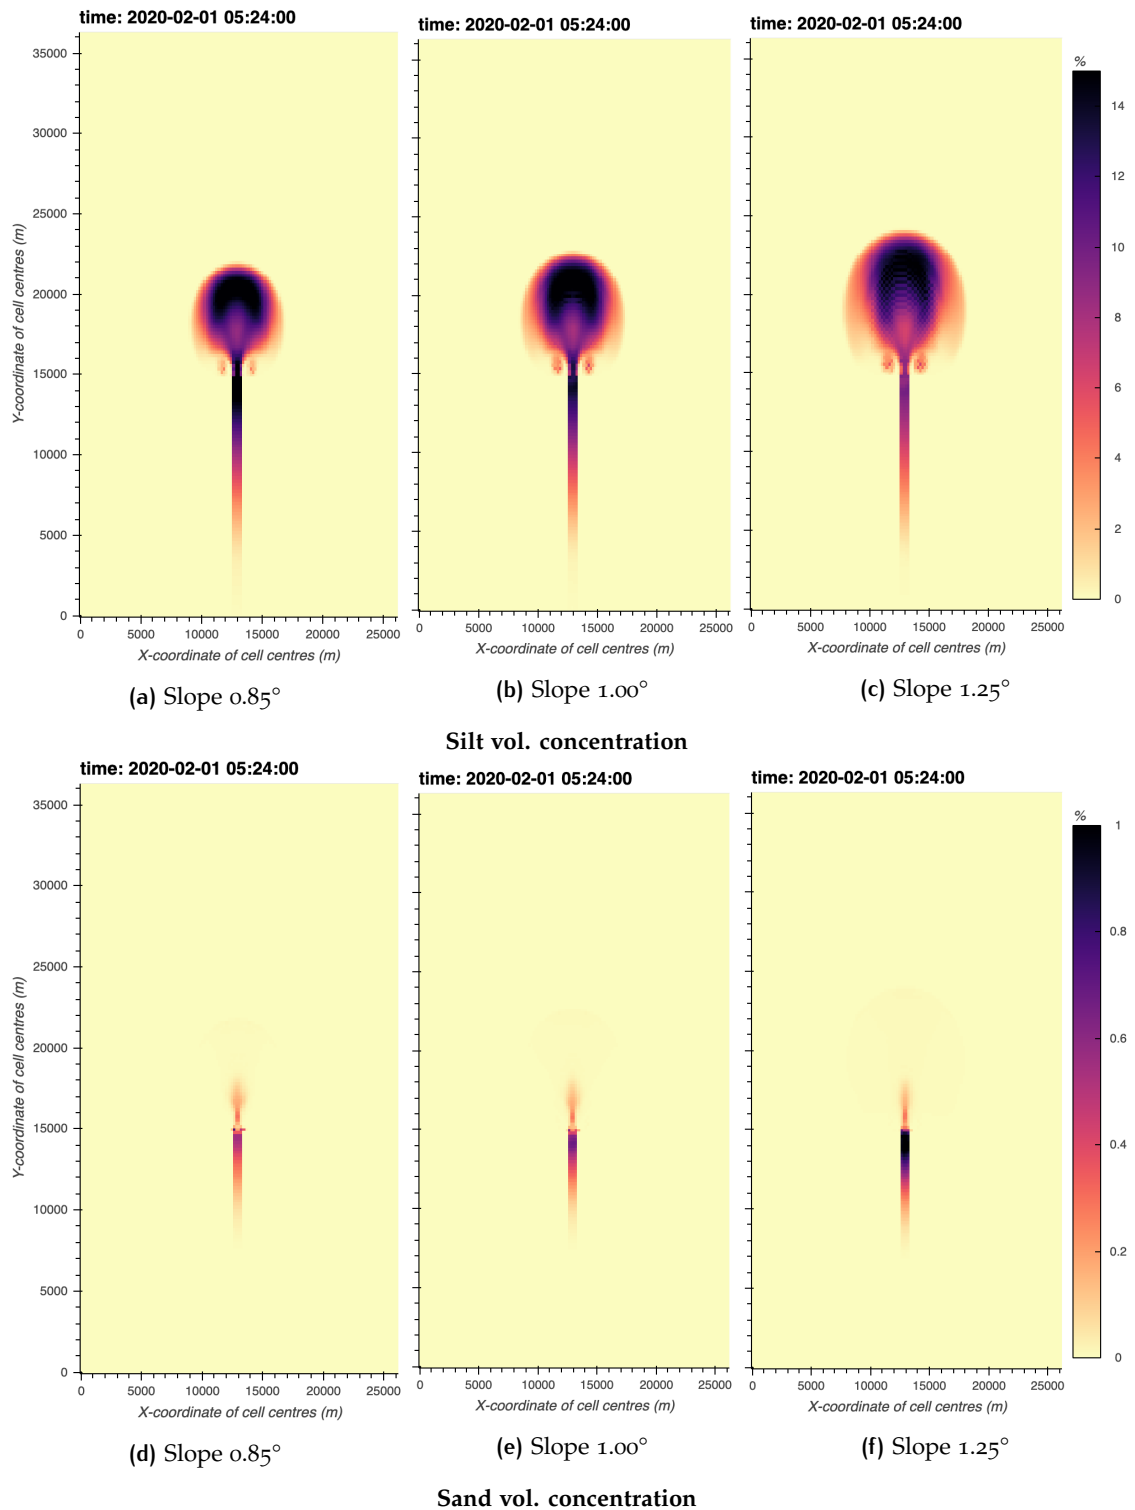 time: 2020-02-01 05:24:00
time: 2020-02-01 05:24:00
time: 2020-02-01 05:24:00
Y-coordinate of cell centres (m)
35000
30000
25000
20000
15000
10000
5000
0
0 5000 10000 15000 20000 25000
X-coordinate of cell centres (m)
0 5000 10000 15000 20000 25000
X-coordinate of cell centres (m)
0 5000 10000 15000 20000 25000
X-coordinate of cell centres (m)
%
14
12
10
8
6
4
2
0
(a) Slope 0.85°
(b) Slope 1.00°
(c) Slope 1.25°
Silt vol. concentration
time: 2020-02-01 05:24:00
time: 2020-02-01 05:24:00
time: 2020-02-01 05:24:00
Y-coordinate of cell centres (m)
35000
30000
25000
20000
15000
10000
5000
0
0 5000 10000 15000 20000 25000
X-coordinate of cell centres (m)
0 5000 10000 15000 20000 25000
X-coordinate of cell centres (m)
0 5000 10000 15000 20000 25000
X-coordinate of cell centres (m)
%
1
0.8
0.6
0.4
0.2
0
(d) Slope 0.85°
(e) Slope 1.00°
(f) Slope 1.25°
Sand vol. concentration